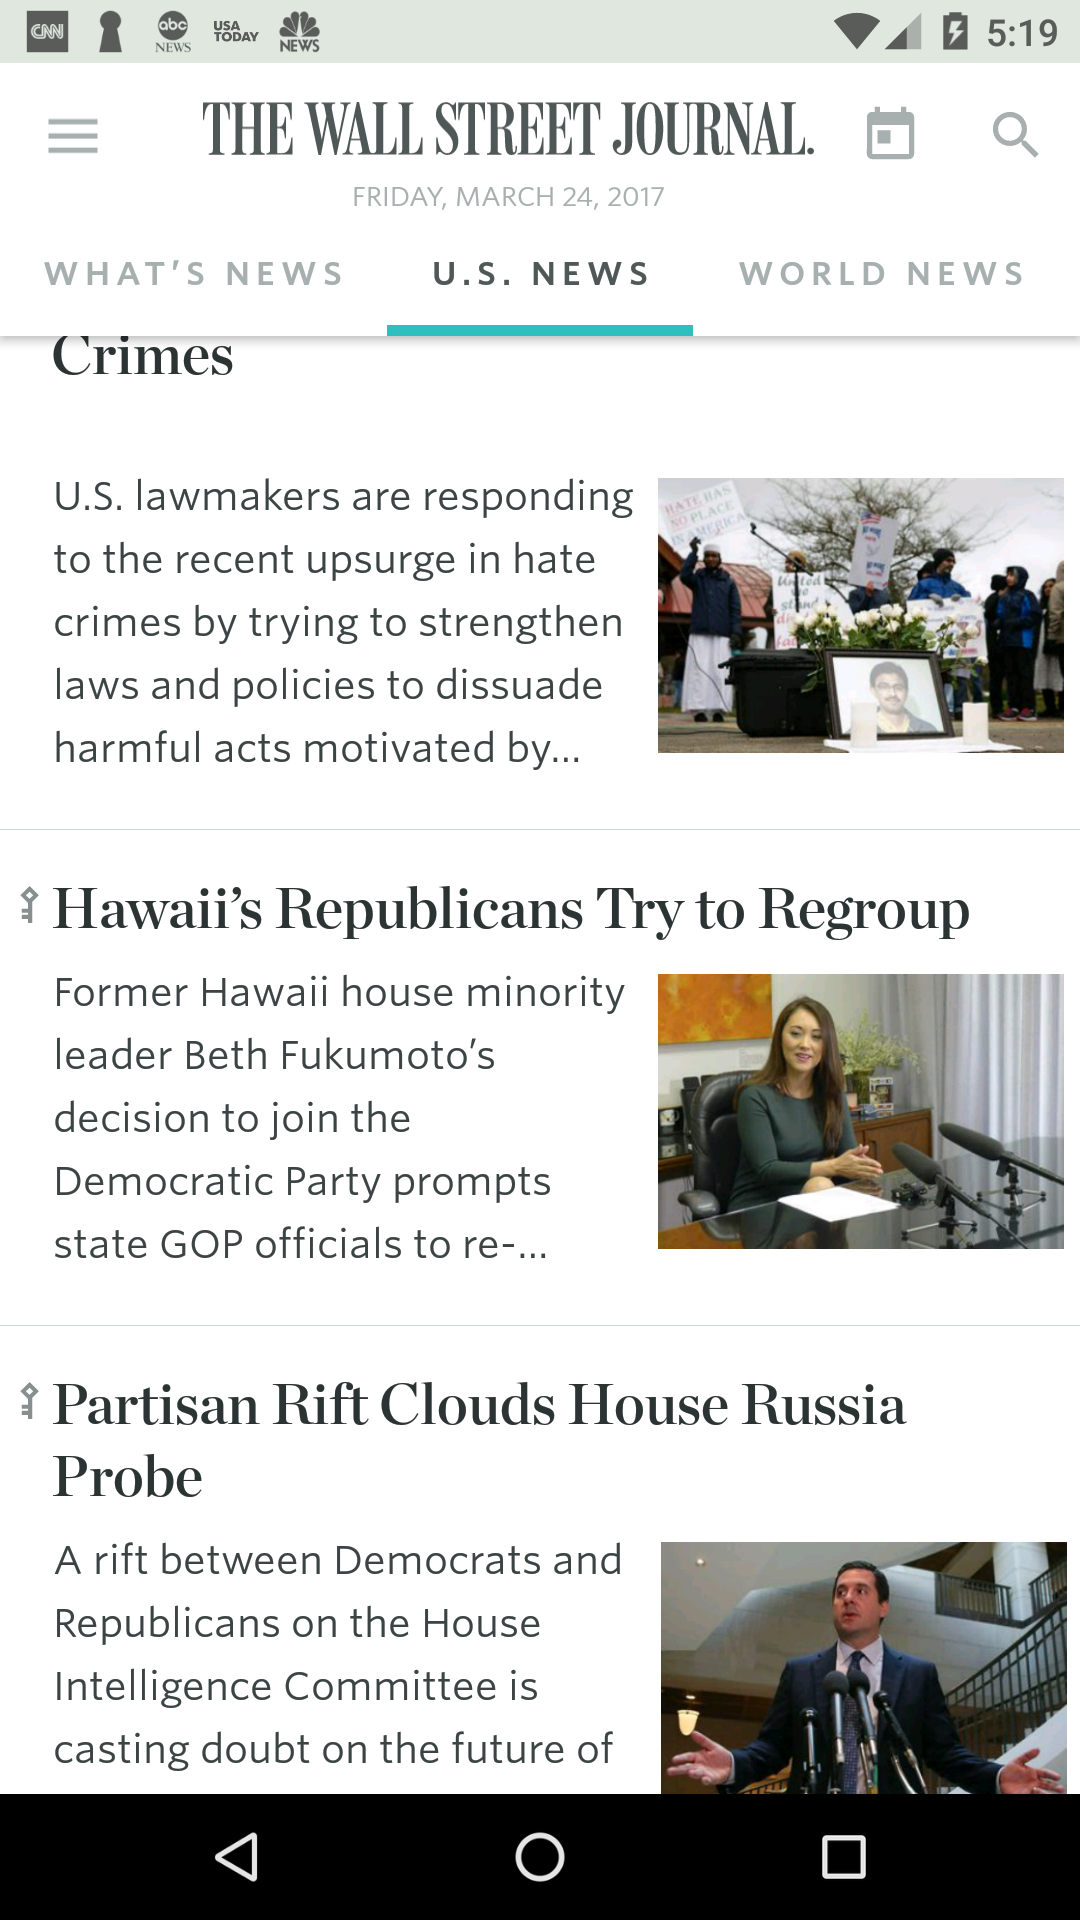 CNN abc NEWS USA TODAY NEWS 5:19
THE WALL STREET JOURNAL.
FRIDAY, MARCH 24, 2017
WHAT'S NEWS U.S. NEWS WORLD NEWS
Crimes
U.S. lawmakers are responding
to the recent upsurge in hate
crimes by trying to strengthen
laws and policies to dissuade
harmful acts motivated by...
HATE HAS
NO PLACE
IN AMERICA
United
we
stand
Hawaii’s Republicans Try to Regroup
Former Hawaii house minority
leader Beth Fukumoto’s
decision to join the
Democratic Party prompts
state GOP officials to re-...
Partisan Rift Clouds House Russia
Probe
A rift between Democrats and
Republicans on the House
Intelligence Committee is
casting doubt on the future of